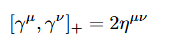 [γ^μ, γ^ν]_+ = 2η^{μν}